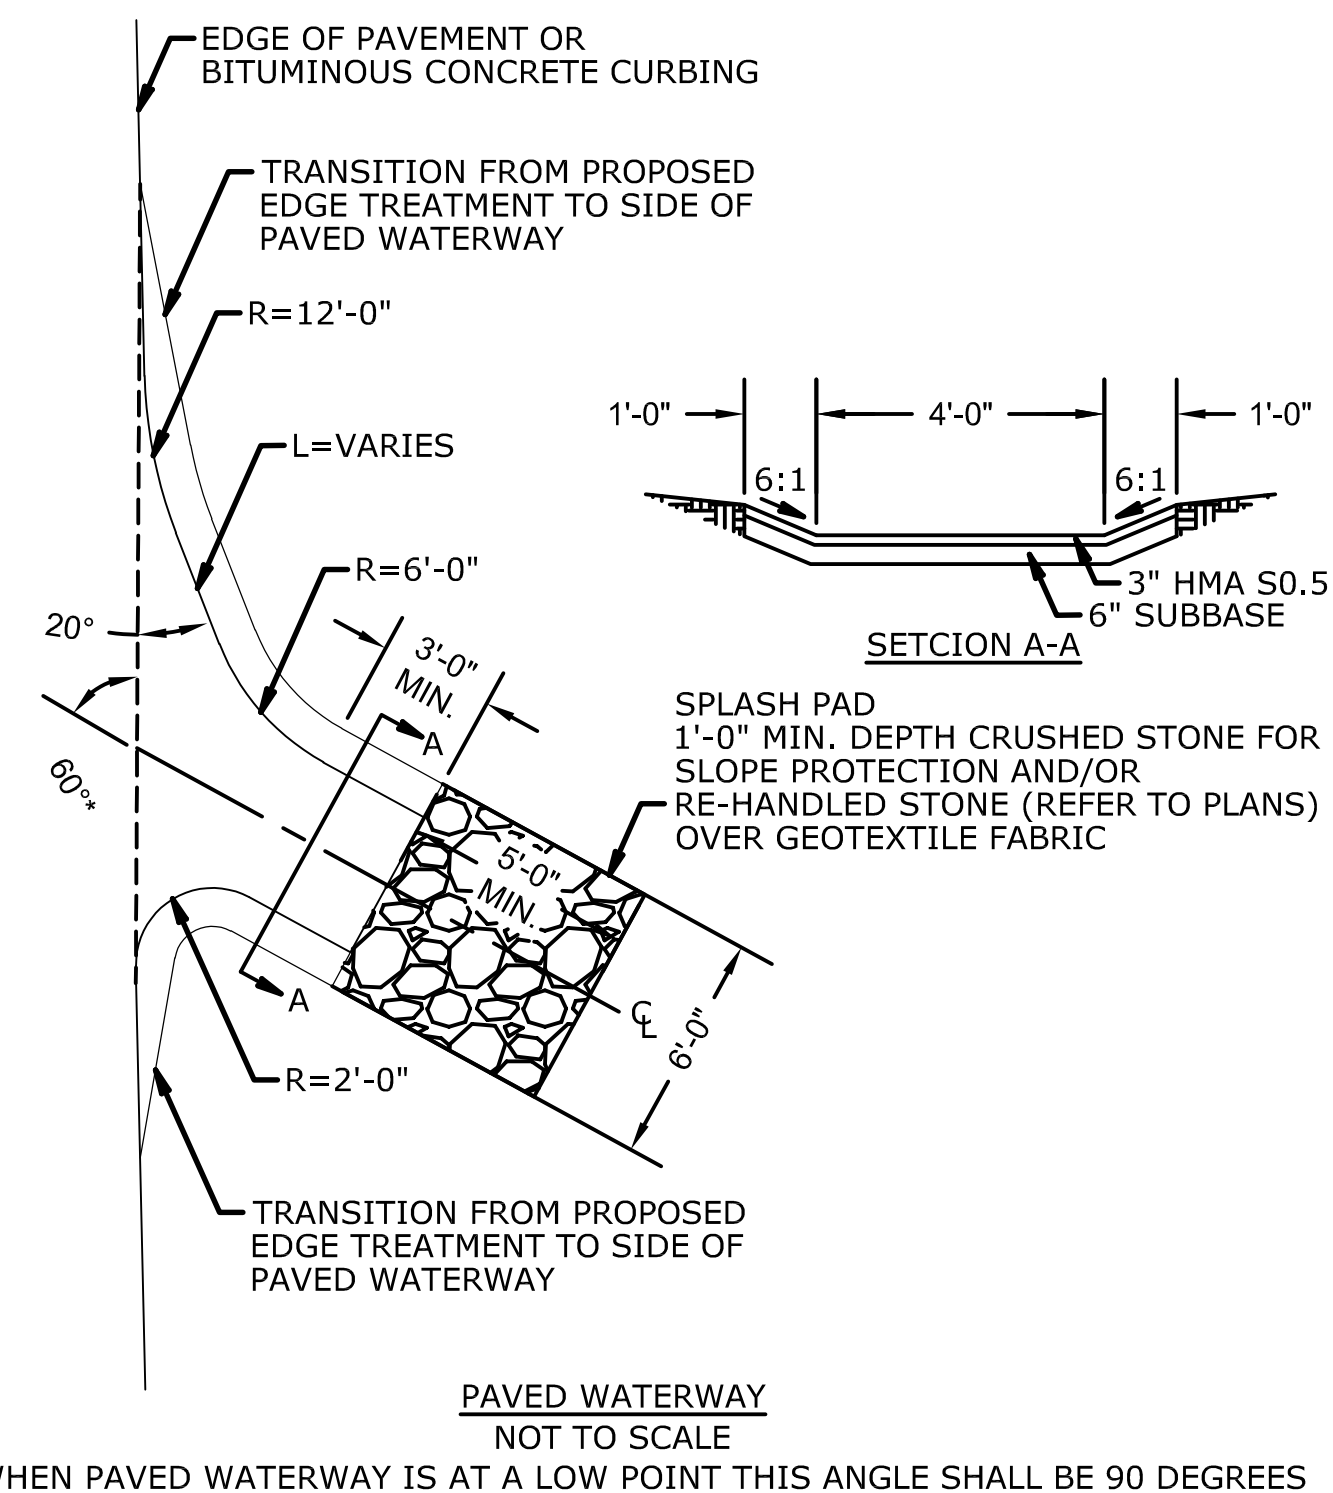 EDGE OF PAVEMENT OR
BITUMINOUS CONCRETE CURBING
TRANSITION FROM PROPOSED
EDGE TREATMENT TO SIDE OF
PAVED WATERWAY
R=12'-0"
L=VARIES
R=6'-0"
20°
60°*
3'-0"
MIN.
A
A
5'-0"
MIN.
6'-0"
CL
R=2'-0"
1'-0"
4'-0"
1'-0"
6:1
6:1
3" HMA S0.5
6" SUBBASE
SETCION A-A
SPLASH PAD
1'-0" MIN. DEPTH CRUSHED STONE FOR
SLOPE PROTECTION AND/OR
RE-HANDLED STONE (REFER TO PLANS)
OVER GEOTEXTILE FABRIC
TRANSITION FROM PROPOSED
EDGE TREATMENT TO SIDE OF
PAVED WATERWAY
PAVED WATERWAY
NOT TO SCALE
WHEN PAVED WATERWAY IS AT A LOW POINT THIS ANGLE SHALL BE 90 DEGREES